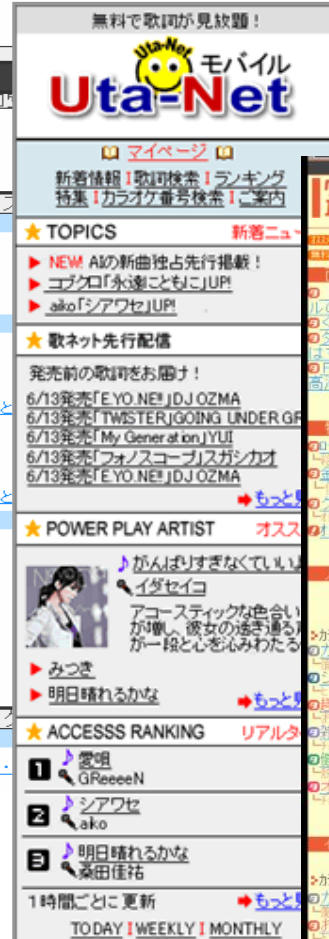 無料で歌詞が見放題！
Uta-Net
モバイル
Uta-Net
マイページ
新着情報 I 歌詞検索 I ランキング
特集 I カラオケ番号検索 I ご案内
TOPICS
新着ニュー
NEW! AIの新曲独占先行掲載！
コブクロ「永遠ともに」UP!
aiko「シアワセ」UP!
歌ネット先行配信
発売前の歌詞をお届け！
6/13発売「E.YO.NE!!」DJ OZMA
6/13発売「TWISTER」GOING UNDER GR
6/13発売「My Generation」YUI
6/13発売「フォノスコープ」スガシカオ
6/13発売「E.YO.NE!!」DJ OZMA
もっと見
POWER PLAY ARTIST
オスス
がんばりすぎなくていいよ
イダセイコ
アコースティックな色合い
が増し、彼女の透き通る
が一段と心を沁みわたる
みつき
明日晴れるかな
もっと見
ACCESSS RANKING
リアルタ
1
愛唄
GReeeeN
2
シアワセ
aiko
3
明日晴れるかな
桑田佳祐
1時間ごとに更新
もっと見
TODAY I WEEKLY I MONTHLY